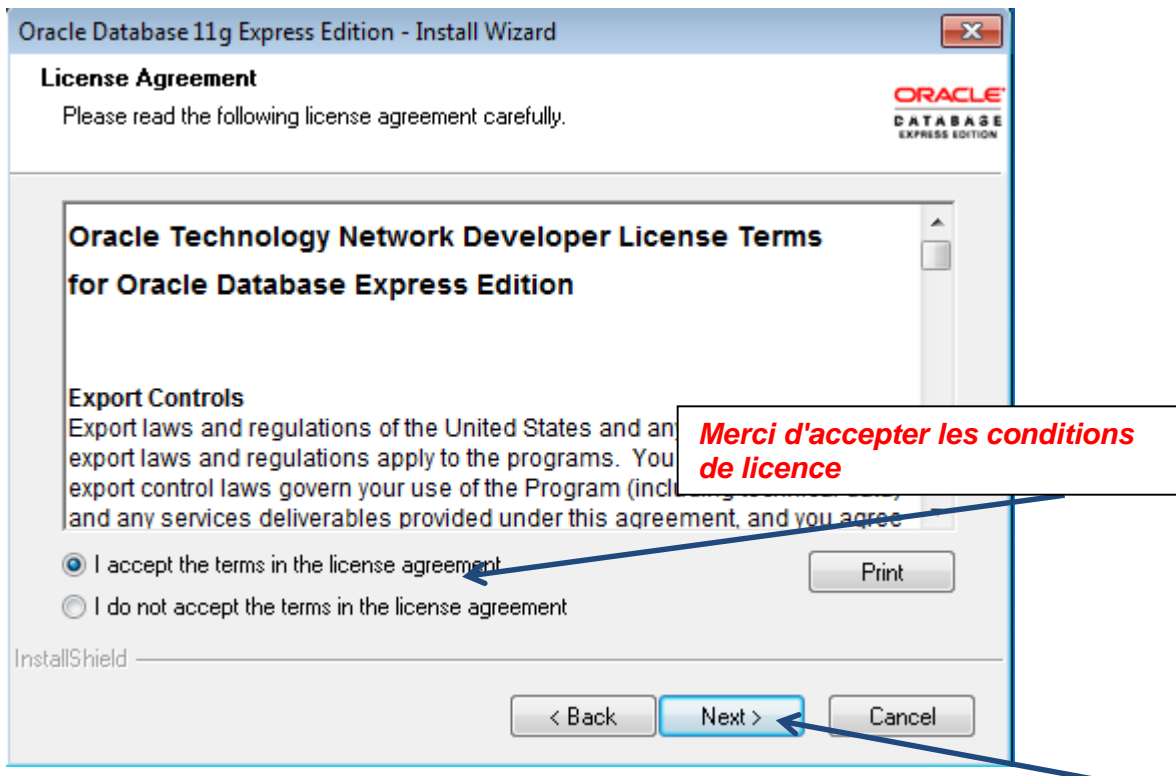 Oracle Database 11g Express Edition - Install Wizard
License Agreement
Please read the following license agreement carefully.
ORACLE
DATABASE
EXPRESS EDITION
Oracle Technology Network Developer License Terms
for Oracle Database Express Edition
Export Controls
Export laws and regulations of the United States and any
export laws and regulations apply to the programs. You
export control laws govern your use of the Program (including technical data)
and any services deliverables provided under this agreement, and you agree
Merci d'accepter les conditions
de licence
I accept the terms in the license agreement
Print
I do not accept the terms in the license agreement
InstallShield
< Back
Next >
Cancel